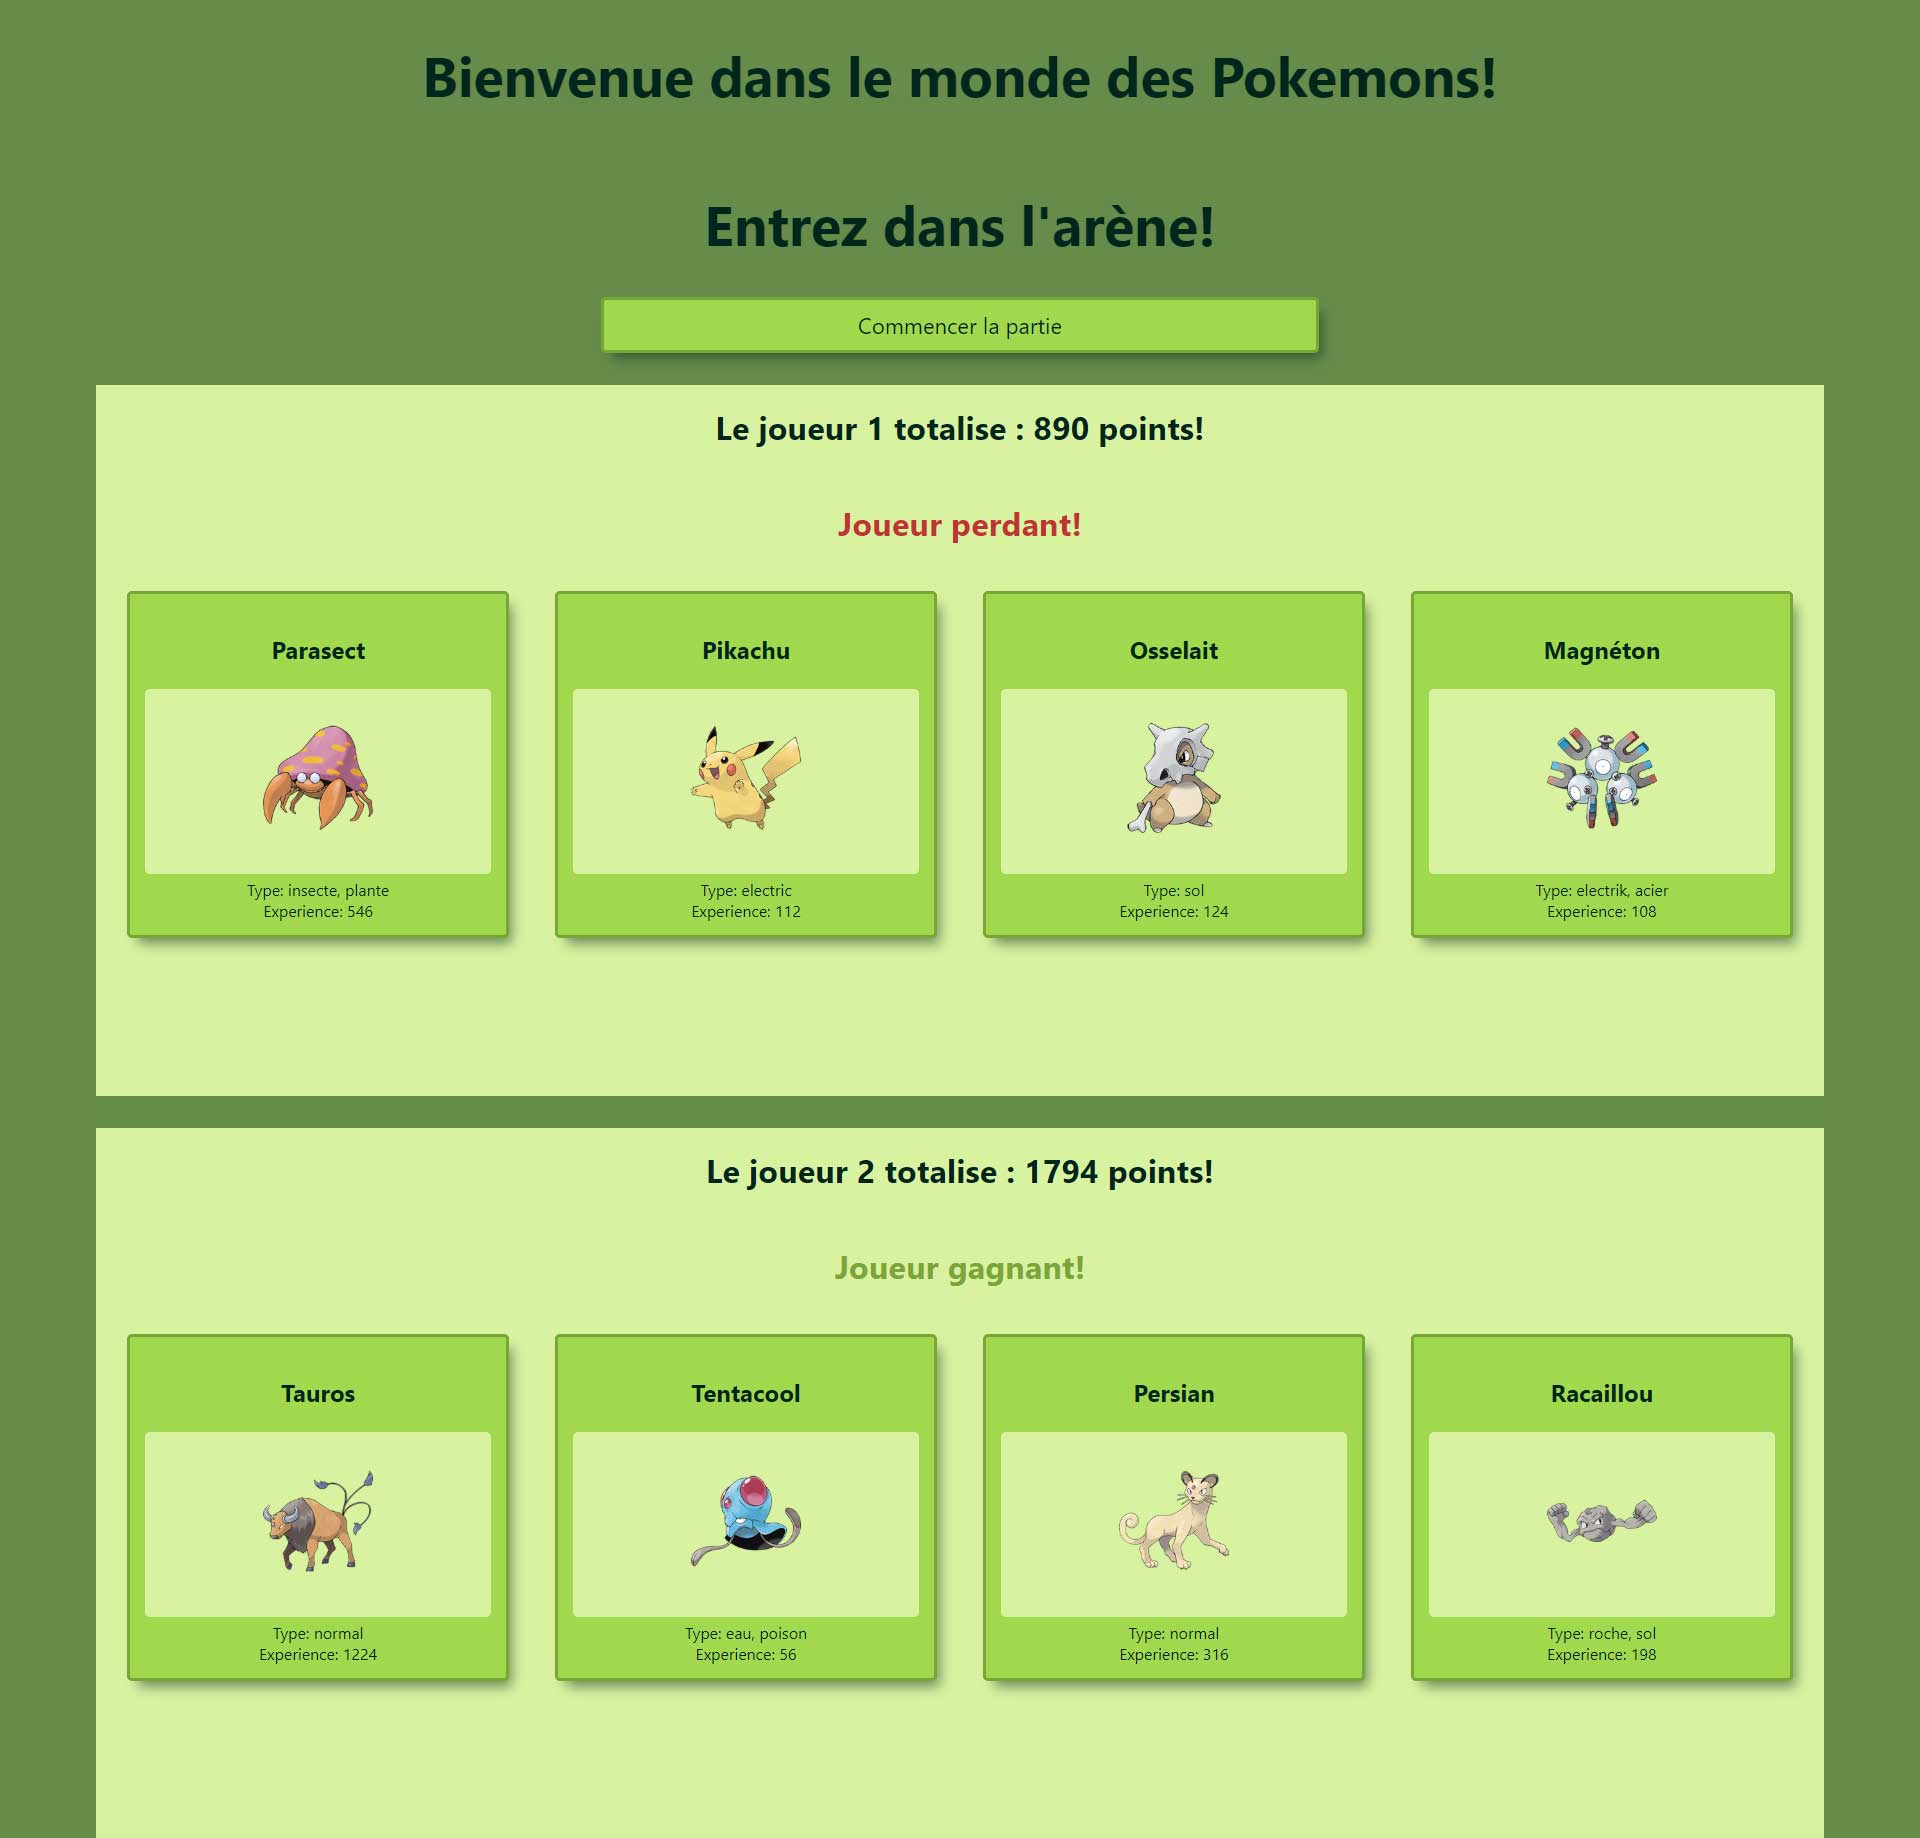 Bienvenue dans le monde des Pokemons!
Entrez dans l'arène!
Commencer la partie
Le joueur 1 totalise : 890 points!
Joueur perdant!
Parasect
Type: insecte, plante
Experience: 546
Pikachu
Type: electric
Experience: 112
Osselait
Type: sol
Experience: 124
Magnéton
Type: electrik, acier
Experience: 108
Le joueur 2 totalise : 1794 points!
Joueur gagnant!
Tauros
Type: normal
Experience: 1224
Tentacool
Type: eau, poison
Experience: 56
Persian
Type: normal
Experience: 316
Racaillou
Type: roche, sol
Experience: 198